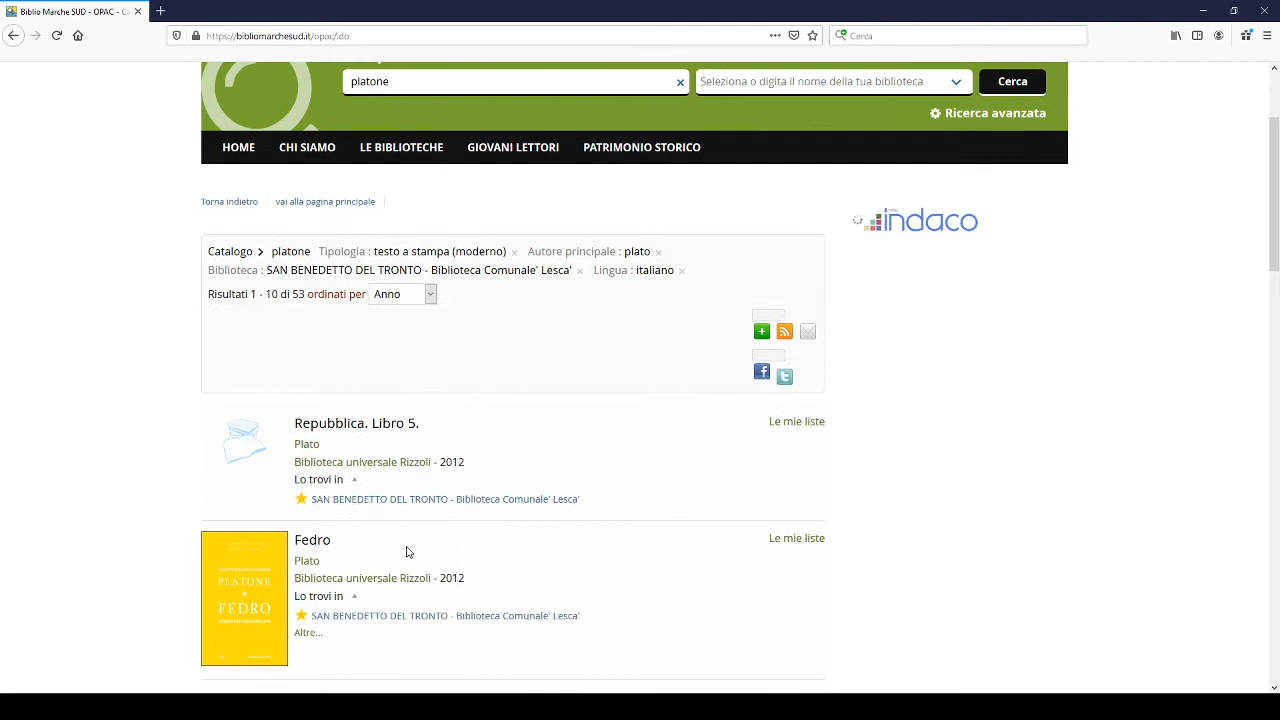 Biblio Marche SUD - OPAC - Ca
https://bibliomarchesud.it/opac/.do
Cerca
platone
Seleziona o digita il nome della tua biblioteca
Cerca
Ricerca avanzata
HOME
CHI SIAMO
LE BIBLIOTECHE
GIOVANI LETTORI
PATRIMONIO STORICO
Torna indietro
vai alla pagina principale
indaco
Catalogo platone Tipologia : testo a stampa (moderno) Autore principale : plato
Biblioteca : SAN BENEDETTO DEL TRONTO - Biblioteca Comunale' Lesca' Lingua : italiano
Risultati 1 - 10 di 53 ordinati per Anno
Repubblica. Libro 5.
Le mie liste
Plato
Biblioteca universale Rizzoli - 2012
Lo trovi in
SAN BENEDETTO DEL TRONTO - Biblioteca Comunale' Lesca'
Fedro
Le mie liste
Plato
Biblioteca universale Rizzoli - 2012
Lo trovi in
SAN BENEDETTO DEL TRONTO - Biblioteca Comunale' Lesca'
Altre...
PLATONE
FEDRO